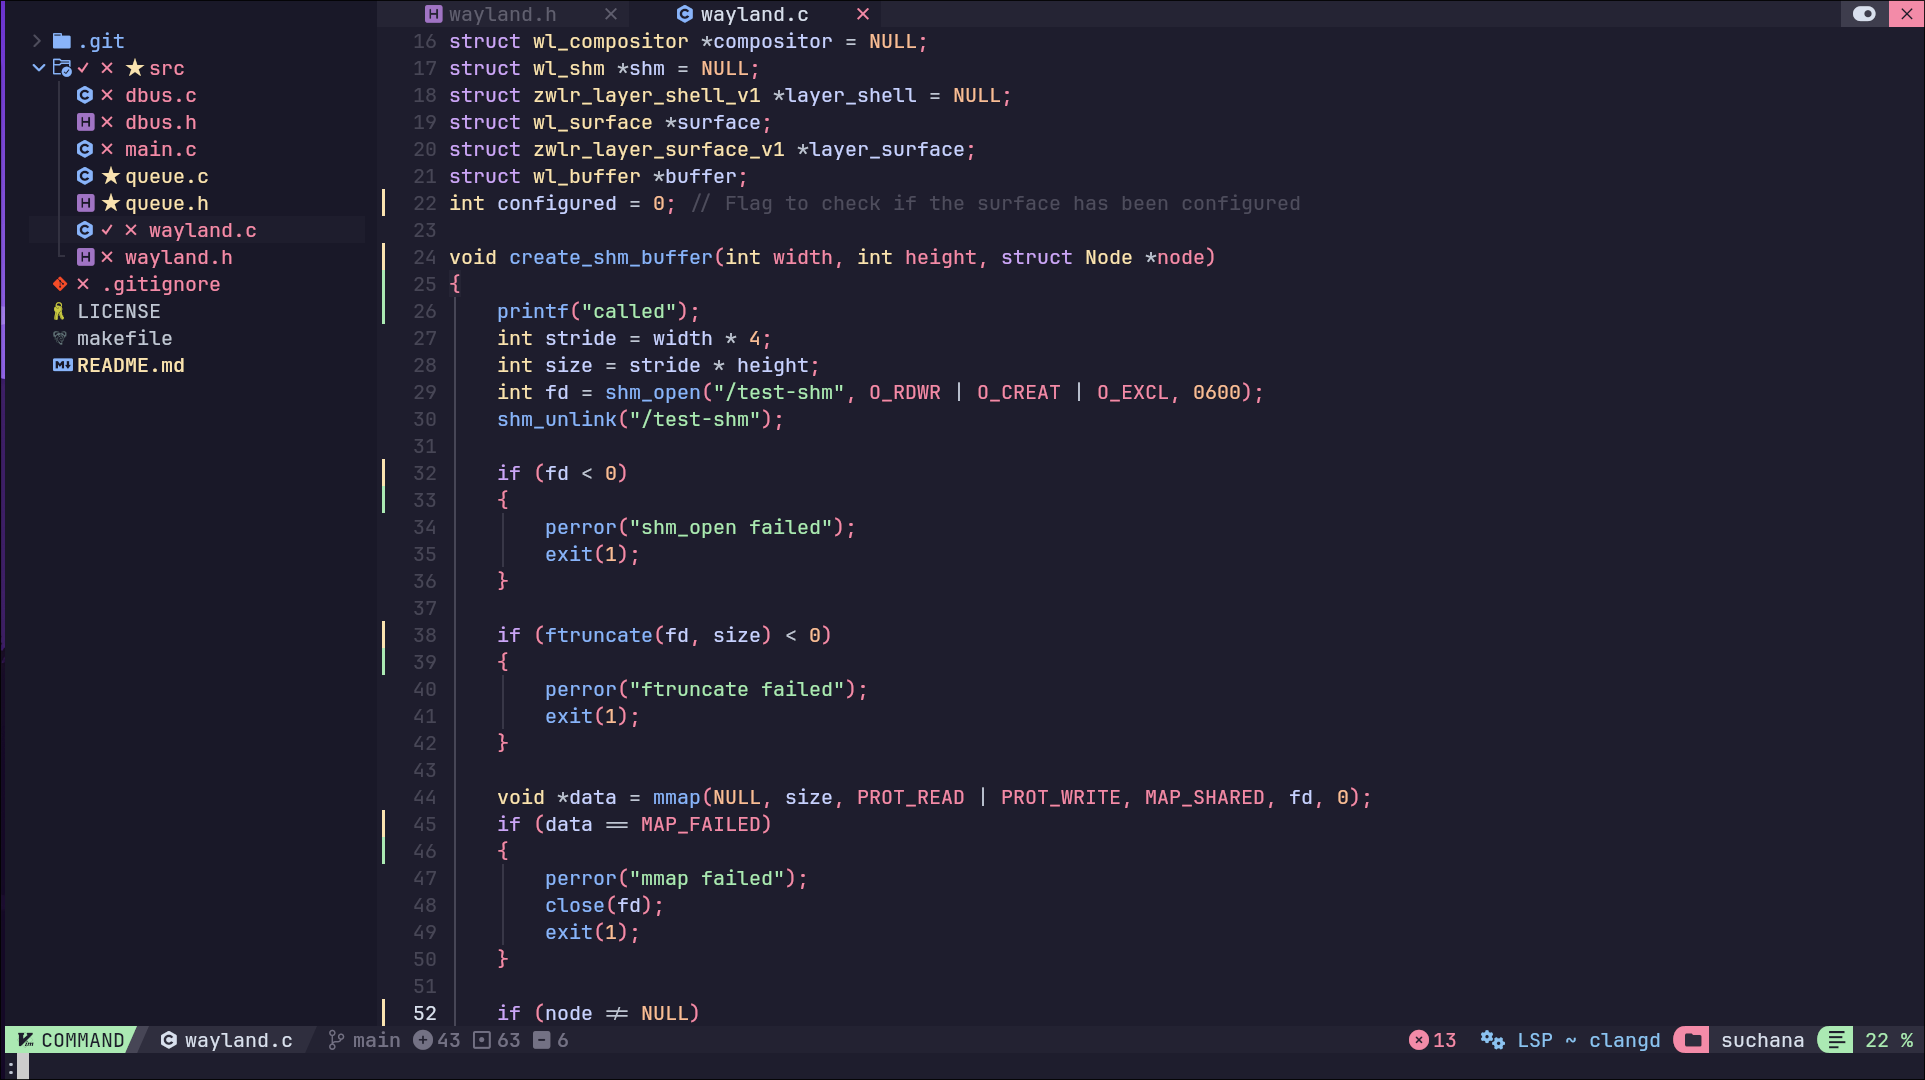 wayland.h
wayland.c
.git
src
dbus.c
dbus.h
main.c
queue.c
queue.h
wayland.c
wayland.h
.gitignore
LICENSE
makefile
README.md
16 struct wl_compositor *compositor = NULL;
17 struct wl_shm *shm = NULL;
18 struct zwlr_layer_shell_v1 *layer_shell = NULL;
19 struct wl_surface *surface;
20 struct zwlr_layer_surface_v1 *layer_surface;
21 struct wl_buffer *buffer;
22 int configured = 0; // Flag to check if the surface has been configured
23
24 void create_shm_buffer(int width, int height, struct Node *node)
25 {
26     printf("called");
27     int stride = width * 4;
28     int size = stride * height;
29     int fd = shm_open("/test-shm", O_RDWR | O_CREAT | O_EXCL, 0600);
30     shm_unlink("/test-shm");
31
32     if (fd < 0)
33     {
34         perror("shm_open failed");
35         exit(1);
36     }
37
38     if (ftruncate(fd, size) < 0)
39     {
40         perror("ftruncate failed");
41         exit(1);
42     }
43
44     void *data = mmap(NULL, size, PROT_READ | PROT_WRITE, MAP_SHARED, fd, 0);
45     if (data == MAP_FAILED)
46     {
47         perror("mmap failed");
48         close(fd);
49         exit(1);
50     }
51
52     if (node != NULL)
COMMAND wayland.c main 43 63 6 13 LSP ~ clangd suchana 22 %
: